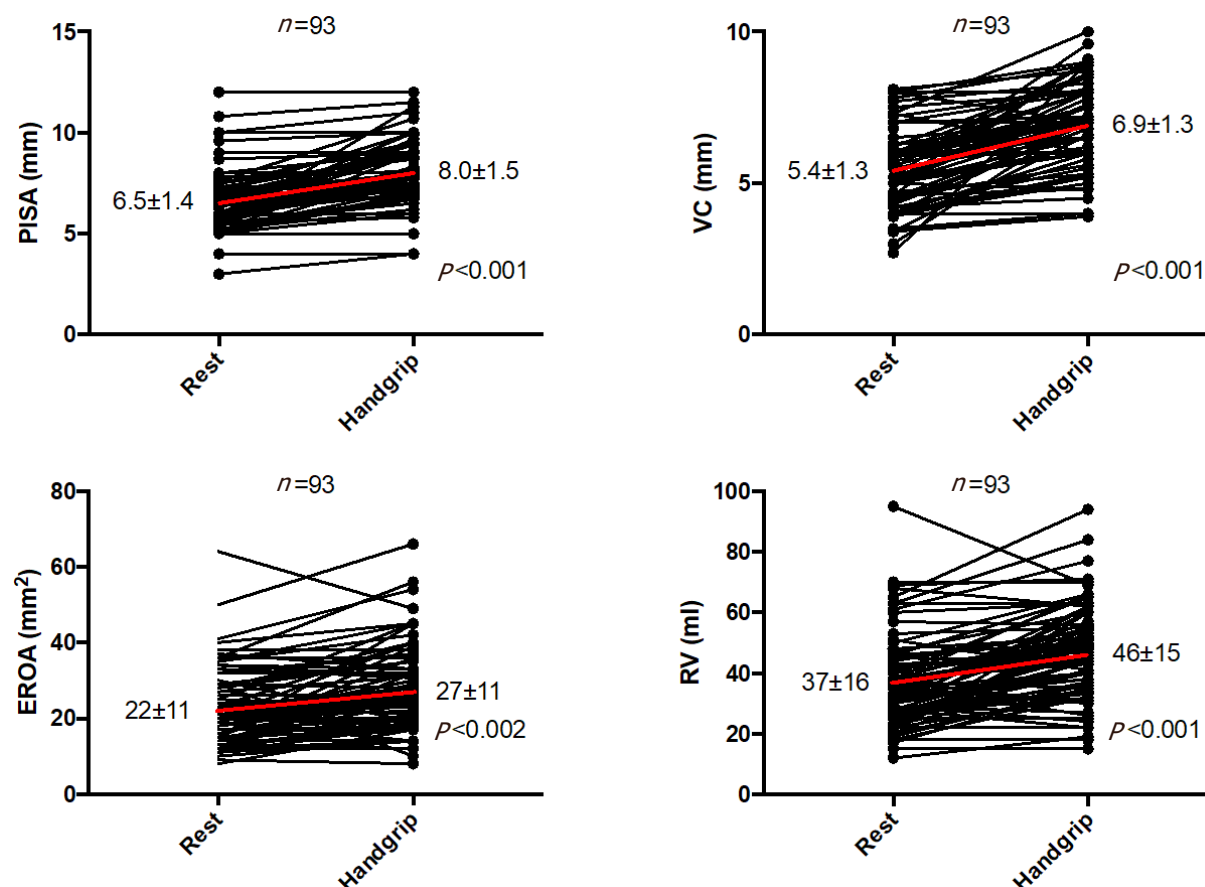 n=93
15
10
5
0
PISA (mm)
6.5±1.4
8.0±1.5
P<0.001
Rest
Handgrip
n=93
10
5
0
VC (mm)
5.4±1.3
6.9±1.3
P<0.001
Rest
Handgrip
n=93
80
60
40
20
0
EROA (mm²)
22±11
27±11
P<0.002
Rest
Handgrip
n=93
100
80
60
40
20
0
RV (ml)
37±16
46±15
P<0.001
Rest
Handgrip